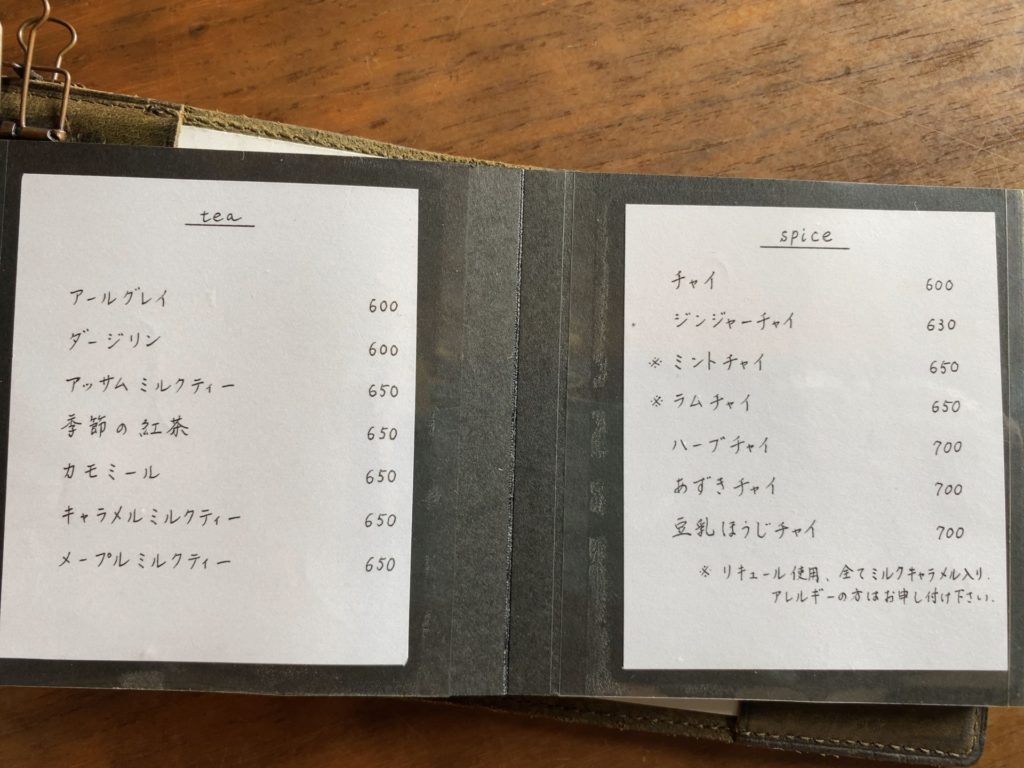 tea
アールグレイ 600
ダージリン 600
アッサムミルクティー 650
季節の紅茶 650
カモミール 650
キャラメルミルクティー 650
メープルミルクティー 650
spice
チャイ 600
ジンジャーチャイ 630
※ ミントチャイ 650
※ ラムチャイ 650
ハーブチャイ 700
あずきチャイ 700
豆乳ほうじチャイ 700
※ リキュール使用、全てミルクキャラメル入り.
アレルギーの方はお申し付け下さい.